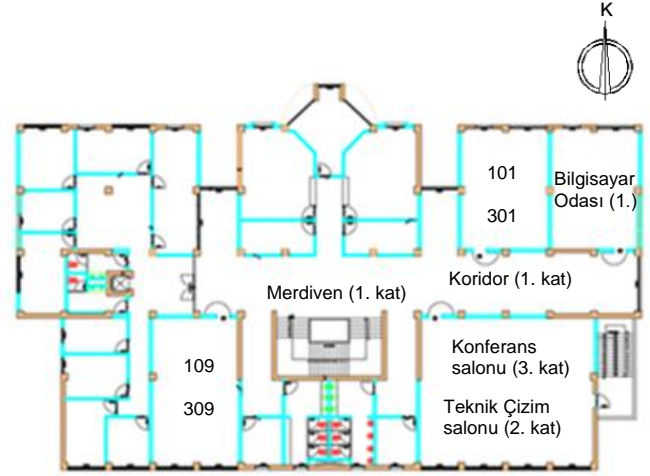 K
101
301
Bilgisayar
Odası (1.)
Koridor (1. kat)
Merdiven (1. kat)
109
309
Konferans
salonu (3. kat)
Teknik Çizim
salonu (2. kat)